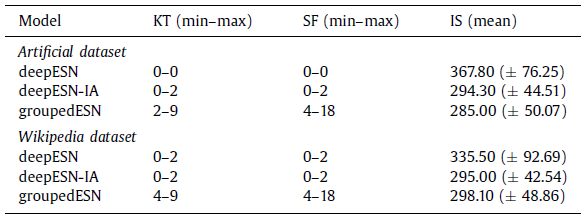 Model KT (min–max) SF (min–max) IS (mean)
Artificial dataset
deepESN 0–0 0–0 367.80 (± 76.25)
deepESN-IA 0–2 0–2 294.30 (± 44.51)
groupedESN 2–9 4–18 285.00 (± 50.07)
Wikipedia dataset
deepESN 0–2 0–2 335.50 (± 92.69)
deepESN-IA 0–2 0–2 295.00 (± 42.54)
groupedESN 4–9 4–18 298.10 (± 48.86)